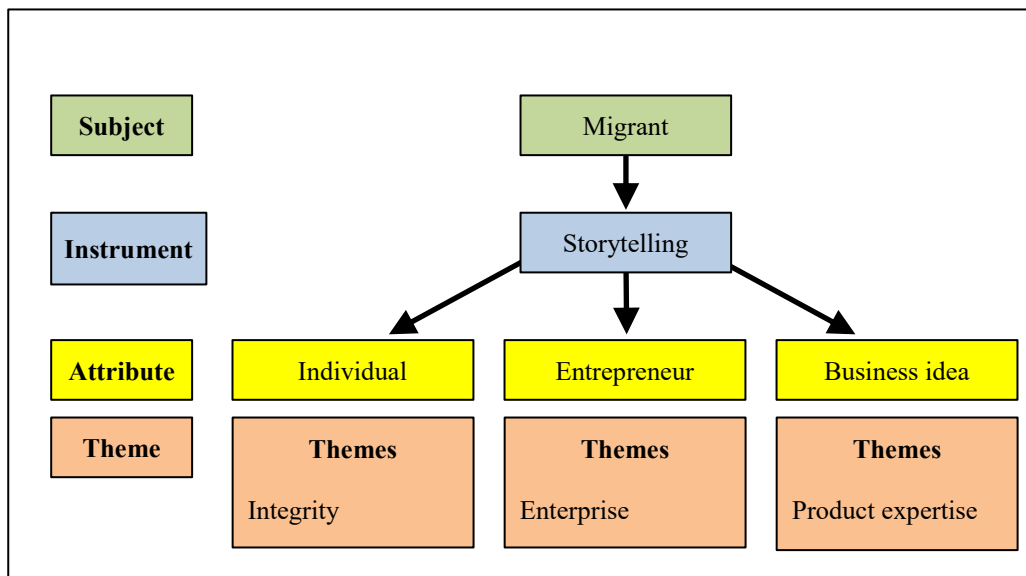 Subject
Migrant
Instrument
Storytelling
Attribute
Individual
Entrepreneur
Business idea
Theme
Themes
Integrity
Themes
Enterprise
Themes
Product expertise